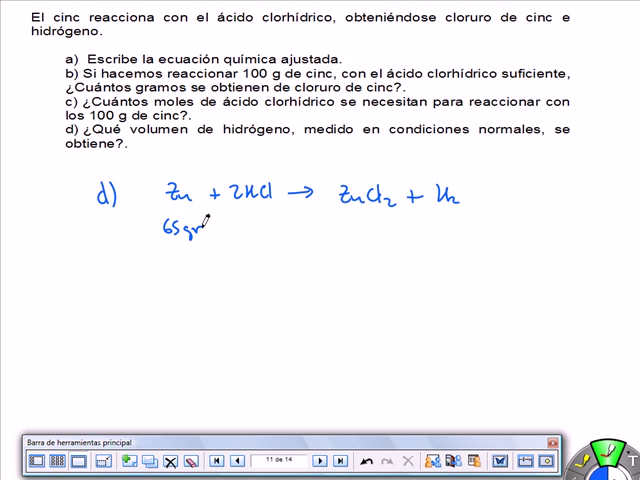 El cinc reacciona con el ácido clorhídrico, obteniéndose cloruro de cinc e
hidrógeno.
a) Escribe la ecuación química ajustada.
b) Si hacemos reaccionar 100 g de cinc, con el ácido clorhídrico suficiente,
¿Cuántos gramos se obtienen de cloruro de cinc?.
c) ¿Cuántos moles de ácido clorhídrico se necesitan para reaccionar con
los 100 g de cinc?.
d) ¿Qué volumen de hidrógeno, medido en condiciones normales, se
obtiene?.
d) Zn + 2HCl → ZnCl₂ + H₂
65gr
Barra de herramientas principal
11 de 14
T